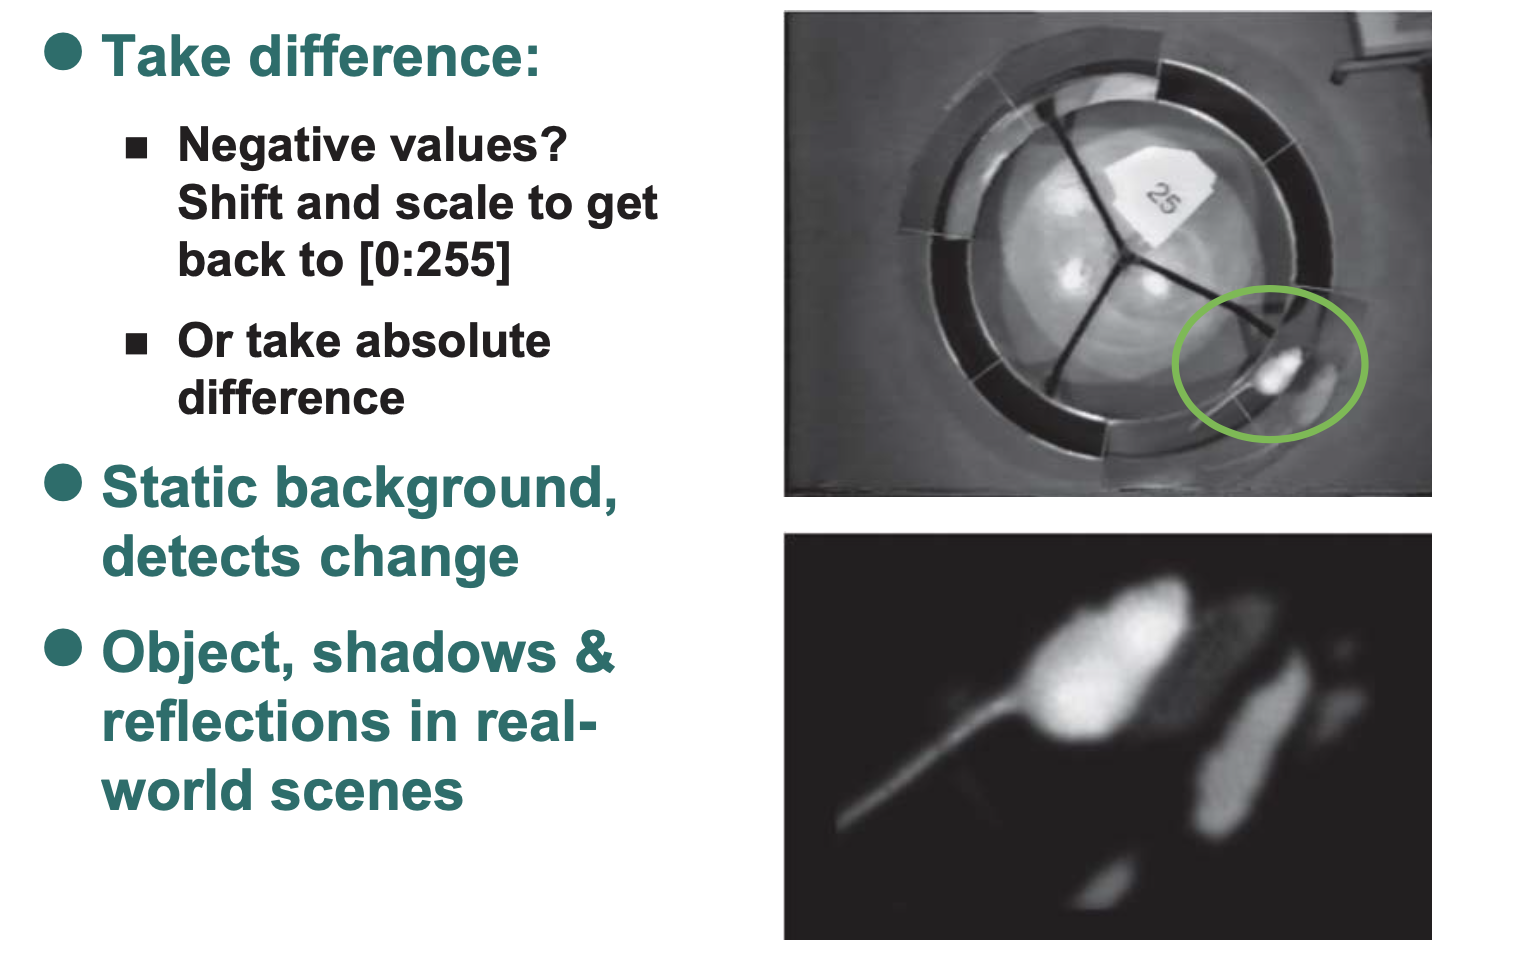 Take difference:
Negative values?
Shift and scale to get
back to [0:255]
Or take absolute
difference
Static background,
detects change
Object, shadows &
reflections in real-
world scenes
25